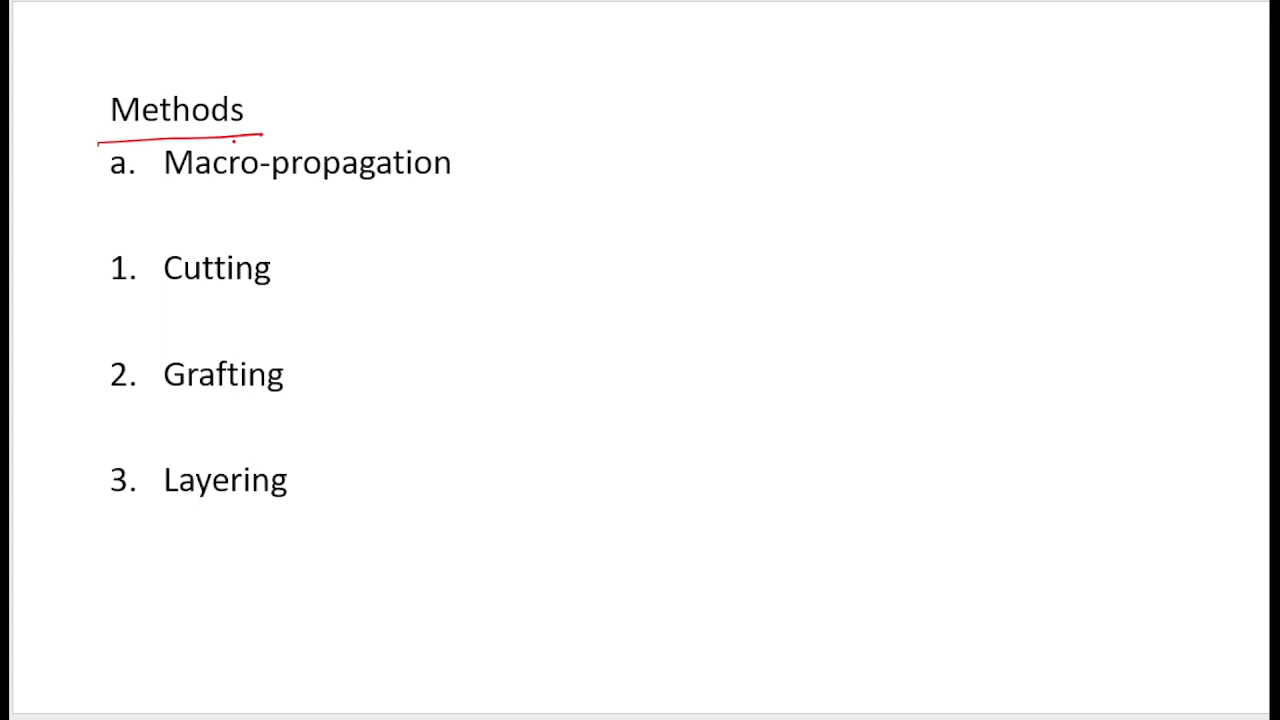 Methods
a. Macro-propagation
1. Cutting
2. Grafting
3. Layering